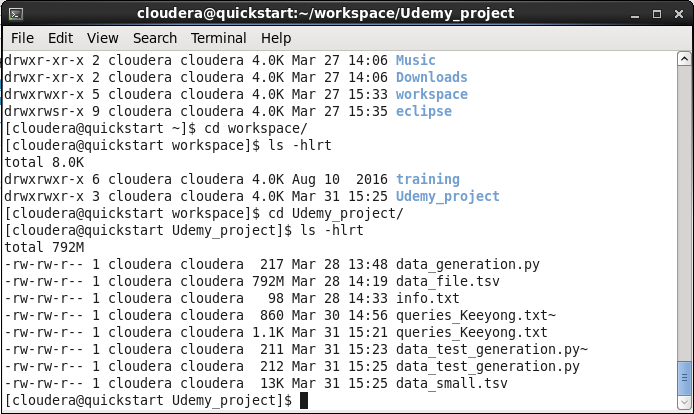 cloudera@quickstart:~/workspace/Udemy_project
File Edit View Search Terminal Help
drwxr-xr-x 2 cloudera cloudera 4.0K Mar 27 14:06 Music
drwxr-xr-x 2 cloudera cloudera 4.0K Mar 27 14:06 Downloads
drwxrwxr-x 5 cloudera cloudera 4.0K Mar 27 15:33 workspace
drwxrwsr-x 9 cloudera cloudera 4.0K Mar 27 15:35 eclipse
[cloudera@quickstart ~]$ cd workspace/
[cloudera@quickstart workspace]$ ls -hlrt
total 8.0K
drwxrwxr-x 6 cloudera cloudera 4.0K Aug 10  2016 training
drwxrwxr-x 3 cloudera cloudera 4.0K Mar 31 15:25 Udemy_project
[cloudera@quickstart workspace]$ cd Udemy_project/
[cloudera@quickstart Udemy_project]$ ls -hlrt
total 792M
-rw-rw-r-- 1 cloudera cloudera  217 Mar 28 13:48 data_generation.py
-rw-rw-r-- 1 cloudera cloudera 792M Mar 28 14:19 data_file.tsv
-rw-rw-r-- 1 cloudera cloudera   98 Mar 28 14:33 info.txt
-rw-rw-r-- 1 cloudera cloudera  860 Mar 30 14:56 queries_Keeyong.txt~
-rw-rw-r-- 1 cloudera cloudera 1.1K Mar 31 15:21 queries_Keeyong.txt
-rw-rw-r-- 1 cloudera cloudera  211 Mar 31 15:23 data_test_generation.py~
-rw-rw-r-- 1 cloudera cloudera  212 Mar 31 15:25 data_test_generation.py
-rw-rw-r-- 1 cloudera cloudera  13K Mar 31 15:25 data_small.tsv
[cloudera@quickstart Udemy_project]$